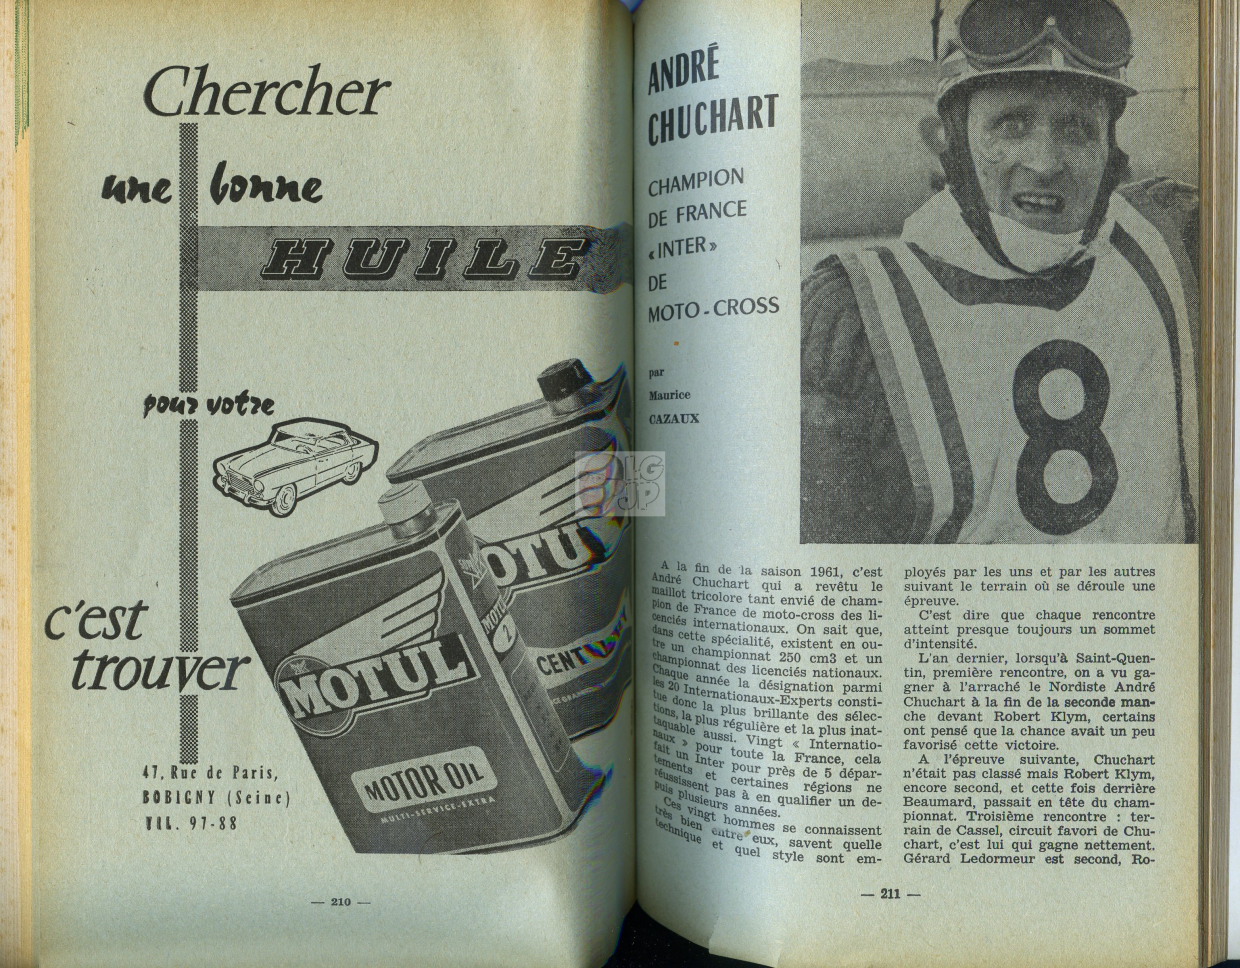 Chercher
une bonne
HUILE
pour votre
c'est
trouver
MOTUL
MOTOR OIL
MULTI-SERVICE-EXTRA
MOTUL
2
CENT
47, Rue de Paris,
BOBIGNY (Seine)
VIL. 97-88
— 210 —
LG
JP
ANDRÉ
CHUCHART
CHAMPION
DE FRANCE
« INTER »
DE
MOTO-CROSS
par
Maurice
CAZAUX
8
A la fin de la saison 1961, c'est
André Chuchart qui a revêtu le
maillot tricolore tant envié de cham-
pion de France de moto-cross des li-
cenciés internationaux. On sait que,
dans cette spécialité, existent en ou-
tre un championnat 250 cm3 et un
championnat des licenciés nationaux.
Chaque année la désignation parmi
les 20 Internationaux-Experts consti-
tue donc la plus brillante des sélec-
tions, la plus régulière et la plus inat-
taquable aussi. Vingt « Internatio-
naux » pour toute la France, cela
fait un Inter pour près de 5 dépar-
tements et certaines régions ne
réussissent pas à en qualifier un de-
puis plusieurs années.
Ces vingt hommes se connaissent
très bien entre eux, savent quelle
technique et quel style sont em-
ployés par les uns et par les autres
suivant le terrain où se déroule une
épreuve.
C'est dire que chaque rencontre
atteint presque toujours un sommet
d'intensité.
L'an dernier, lorsqu'à Saint-Quen-
tin, première rencontre, on a vu ga-
gner à l'arraché le Nordiste André
Chuchart à la fin de la seconde man-
che devant Robert Klym, certains
ont pensé que la chance avait un peu
favorisé cette victoire.
A l'épreuve suivante, Chuchart
n'était pas classé mais Robert Klym,
encore second, et cette fois derrière
Beaumard, passait en tête du cham-
pionnat. Troisième rencontre : ter-
rain de Cassel, circuit favori de Chu-
chart, c'est lui qui gagne nettement.
Gérard Ledormeur est second, Ro-
— 211 —